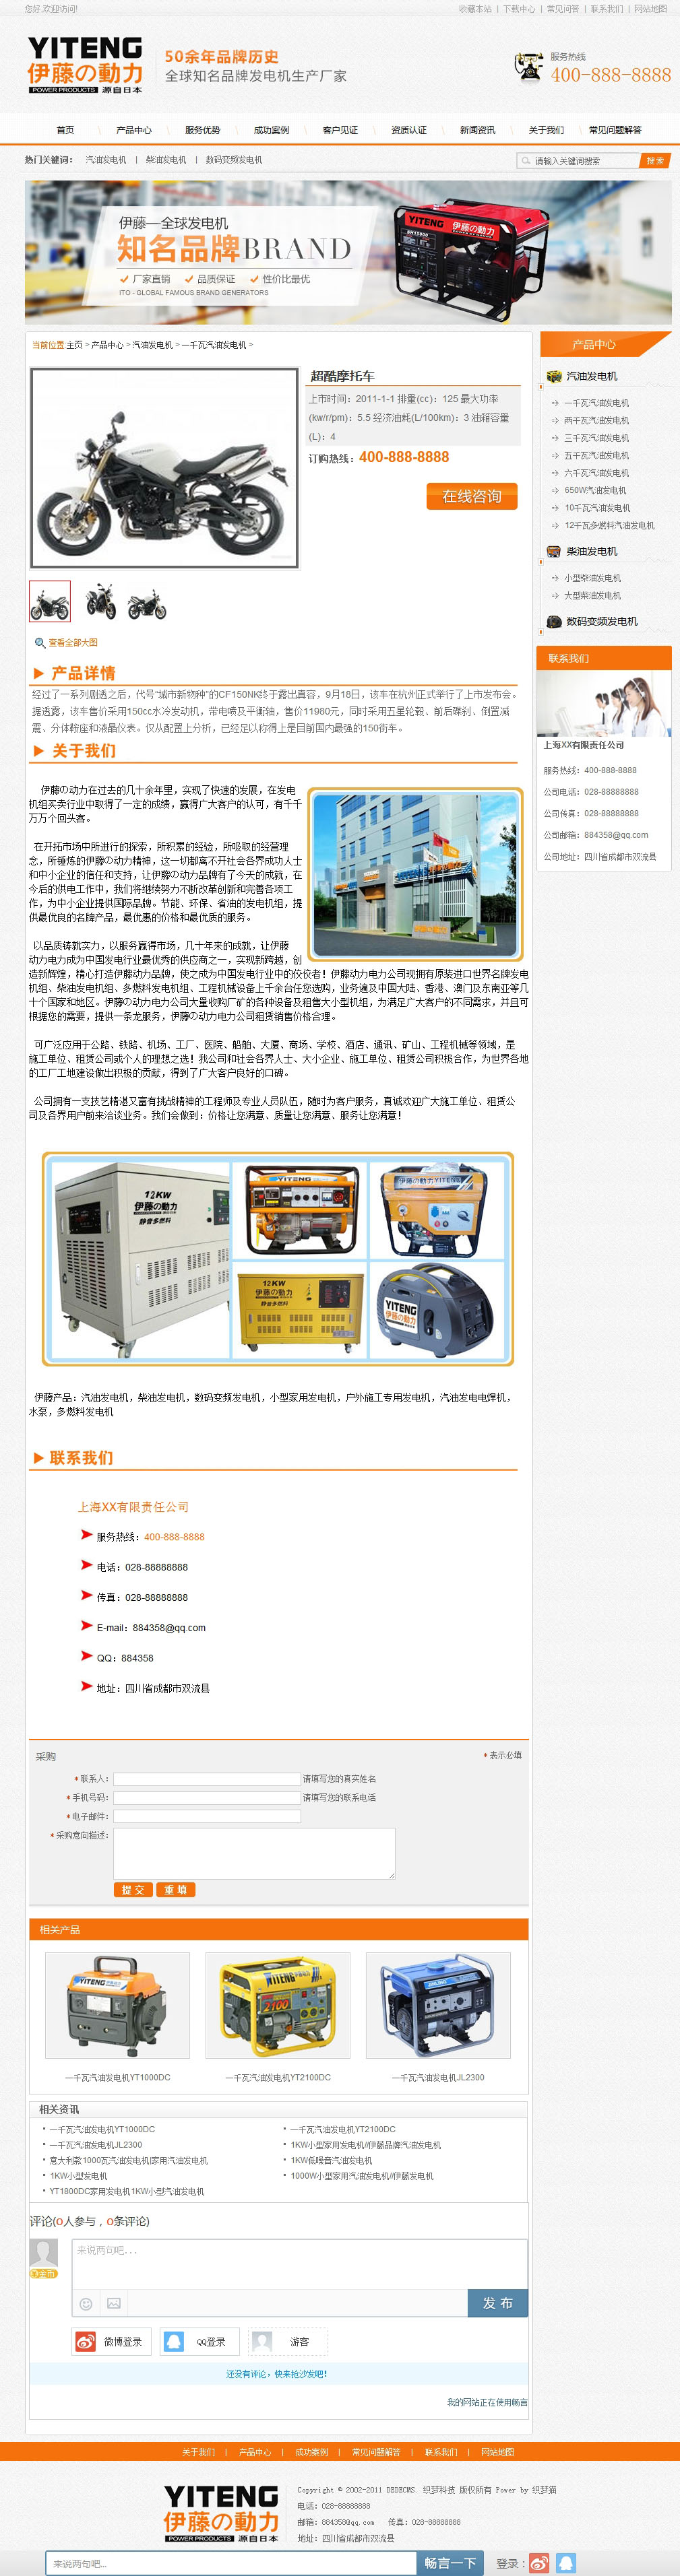 您好,欢迎访问!
收藏本站 | 下载中心 | 常见问答 | 联系我们 | 网站地图
YITENG
伊藤の動力
POWER PRODUCTS 源自日本
50余年品牌历史
全球知名品牌发电机生产厂家
服务热线
400-888-8888
首页 产品中心 服务优势 成功案例 客户见证 资质认证 新闻资讯 关于我们 常见问题解答
热门关键词： 汽油发电机 | 柴油发电机 | 数码变频发电机
请输入关键词搜索 搜索
伊藤—全球发电机
知名品牌BRAND
厂家直销 品质保证 性价比最优
ITO - GLOBAL FAMOUS BRAND GENERATORS
当前位置:主页 > 产品中心 > 汽油发电机 > 一千瓦汽油发电机 >
超酷摩托车
上市时间：2011-1-1 排量(cc)：125 最大功率
(kw/r/pm)：5.5 经济油耗(L/100km)：3 油箱容量
(L)：4
订购热线：400-888-8888
在线咨询
查看全部大图
产品中心
汽油发电机
一千瓦汽油发电机
两千瓦汽油发电机
三千瓦汽油发电机
五千瓦汽油发电机
六千瓦汽油发电机
650W汽油发电机
10千瓦汽油发电机
12千瓦多燃料汽油发电机
柴油发电机
小型柴油发电机
大型柴油发电机
数码变频发电机
联系我们
上海XX有限责任公司
服务热线：400-888-8888
公司电话：028-88888888
公司传真：028-88888888
公司邮箱：884358@qq.com
公司地址：四川省成都市双流县
产品详情
经过了一系列剧透之后，代号“城市新物种”的CF150NK终于露出真容，9月18日，该车在杭州正式举行了上市发布会。
据透露，该车售价采用150cc水冷发动机，带电喷及平衡轴，售价11980元，同时采用五星轮毂、前后碟刹、倒置减
震、分体鞍座和液晶仪表。仅从配置上分析，已经足以称得上是目前国内最强的150街车。
关于我们
伊藤の动力在过去的几十余年里，实现了快速的发展，在发电
机组买卖行业中取得了一定的成绩，赢得广大客户的认可，有千千
万万个回头客。
在开拓市场中所进行的探索，所积累的经验，所吸取的经营理
念，所锤炼的伊藤の动力精神，这一切都离不开社会各界成功人士
和中小企业的信任和支持，让伊藤の动力品牌有了今天的成就，在
今后的供电工作中，我们将继续努力不断改革创新和完善各项工
作，为中小企业提供国际品牌。节能、环保、省油的发电机组，提
供最优良的名牌产品，最优惠的价格和最优质的服务。
以品质铸就实力，以服务赢得市场，几十年来的成就，让伊藤
动力电力成为中国发电行业最优秀的供应商之一，实现新跨越，创
造新辉煌，精心打造伊藤动力品牌，使之成为中国发电行业中的佼佼者！伊藤动力电力公司现拥有原装进口世界名牌发电
机组、柴油发电机组、多燃料发电机组、工程机械设备上千余台任您选购，业务遍及中国大陆、香港、澳门及东南亚等几
十个国家和地区。伊藤の动力电力公司大量收购厂矿的各种设备及租售大小型机组，为满足广大客户的不同需求，并且可
根据您的需要，提供一条龙服务，伊藤の动力电力公司租赁销售价格合理。
可广泛应用于公路、铁路、机场、工厂、医院、船舶、大厦、商场、学校、酒店、通讯、矿山、工程机械等领域，是
施工单位、租赁公司或个人的理想之选！我公司和社会各界人士、大小企业、施工单位、租赁公司积极合作，为世界各地
的工厂工地建设做出积极的贡献，得到了广大客户良好的口碑。
公司拥有一支技艺精湛又富有挑战精神的工程师及专业人员队伍，随时为客户服务，真诚欢迎广大施工单位、租赁公
司及各界用户前来洽谈业务。我们会做到：价格让您满意、质量让您满意、服务让您满意！
12KW
伊藤の動力
静音多燃料
YITENG
伊藤の動力YITENG
12KW
伊藤の動力
静音多燃料
YITENG
伊藤の動力
伊藤产品：汽油发电机，柴油发电机，数码变频发电机，小型家用发电机，户外施工专用发电机，汽油发电电焊机，
水泵，多燃料发电机
联系我们
上海XX有限责任公司
服务热线：400-888-8888
电话：028-88888888
传真：028-88888888
E-mail：884358@qq.com
QQ：884358
地址：四川省成都市双流县
采购
* 表示必填
* 联系人： 请填写您的真实姓名
* 手机号码： 请填写您的联系电话
* 电子邮件：
* 采购意向描述：
提交 重填
相关产品
一千瓦汽油发电机YT1000DC 一千瓦汽油发电机YT2100DC 一千瓦汽油发电机JL2300
相关资讯
一千瓦汽油发电机YT1000DC 一千瓦汽油发电机YT2100DC
一千瓦汽油发电机JL2300 1KW小型家用发电机/伊藤品牌汽油发电机
意大利款1000瓦汽油发电机|家用汽油发电机 1KW低噪音汽油发电机
1KW小型发电机 1000W小型家用汽油发电机/伊藤发电机
YT1800DC家用发电机1KW小型汽油发电机
评论(0人参与，0条评论)
来说两句吧...
发布
微博登录 QQ登录 游客
还没有评论，快来抢沙发吧！
我的网站正在使用畅言
关于我们 | 产品中心 | 成功案例 | 常见问题解答 | 联系我们 | 网站地图
YITENG
伊藤の動力
POWER PRODUCTS 源自日本
Copyright © 2002-2011 DEDECMS. 织梦科技 版权所有 Power by 织梦猫
电话：028-88888888
邮箱：884358@qq.com 传真：028-88888888
地址：四川省成都市双流县
来说两句吧... 畅言一下 登录：